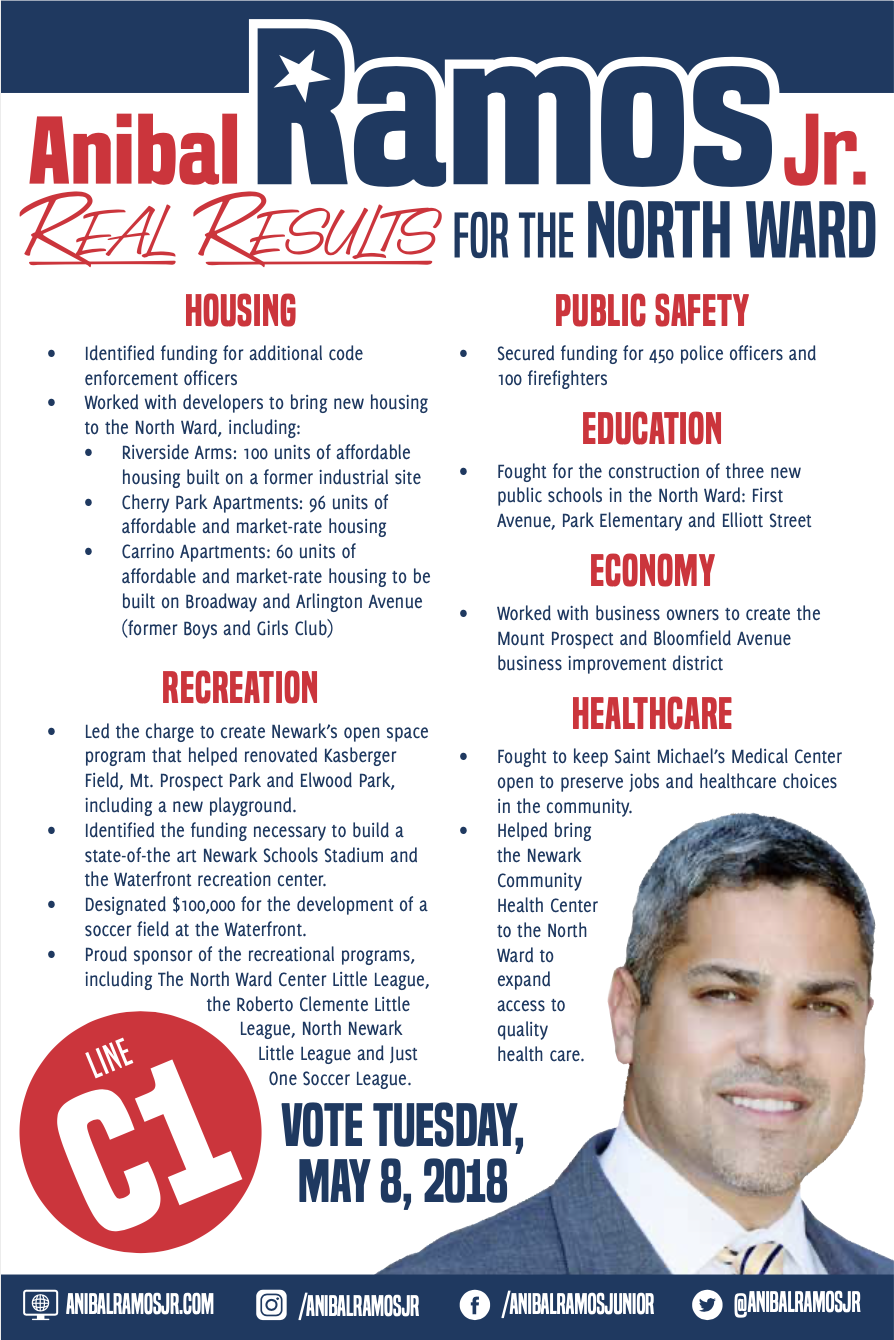 Anibal Ramos Jr.
REAL RESULTS FOR THE NORTH WARD
HOUSING
• Identified funding for additional code
enforcement officers
• Worked with developers to bring new housing
to the North Ward, including:
• Riverside Arms: 100 units of affordable
housing built on a former industrial site
• Cherry Park Apartments: 96 units of
affordable and market-rate housing
• Carrino Apartments: 60 units of
affordable and market-rate housing to be
built on Broadway and Arlington Avenue
(former Boys and Girls Club)
RECREATION
• Led the charge to create Newark's open space
program that helped renovated Kasberger
Field, Mt. Prospect Park and Elwood Park,
including a new playground.
• Identified the funding necessary to build a
state-of-the art Newark Schools Stadium and
the Waterfront recreation center.
• Designated $100,000 for the development of a
soccer field at the Waterfront.
• Proud sponsor of the recreational programs,
including The North Ward Center Little League,
the Roberto Clemente Little
League, North Newark
Little League and Just
One Soccer League.
PUBLIC SAFETY
• Secured funding for 450 police officers and
100 firefighters
EDUCATION
• Fought for the construction of three new
public schools in the North Ward: First
Avenue, Park Elementary and Elliott Street
ECONOMY
• Worked with business owners to create the
Mount Prospect and Bloomfield Avenue
business improvement district
HEALTHCARE
• Fought to keep Saint Michael's Medical Center
open to preserve jobs and healthcare choices
in the community.
• Helped bring
the Newark
Community
Health Center
to the North
Ward to
expand
access to
quality
health care.
LINE
C1
VOTE TUESDAY,
MAY 8, 2018
ANIBALRAMOSJR.COM
/ANIBALRAMOSJR
/ANIBALRAMOSJUNIOR
@ANIBALRAMOSJR